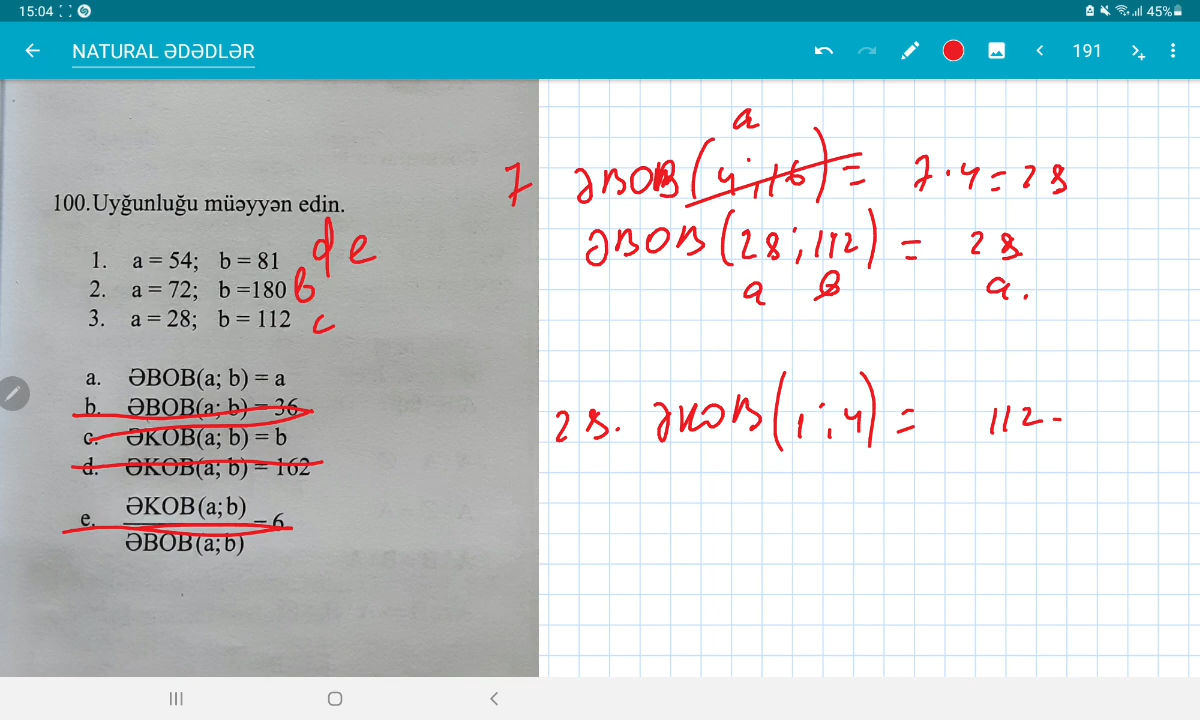 15:04 45%
NATURAL ƏDƏDLƏR 191
100.Uyğunluğu müəyyən edin.
1. a = 54; b = 81 d e
2. a = 72; b =180 b
3. a = 28; b = 112 c
a. ƏBOB(a; b) = a
b. ƏBOB(a; b) = 36
c. ƏKOB(a; b) = b
d. ƏKOB(a; b) = 162
e. ƏKOB(a;b)
= 6
ƏBOB(a;b)
a
7 ƏBOB(4;16) = 7·4=28
ƏBOB(28;112) = 28
a b a.
28. ƏKOB(1;4) = 112-